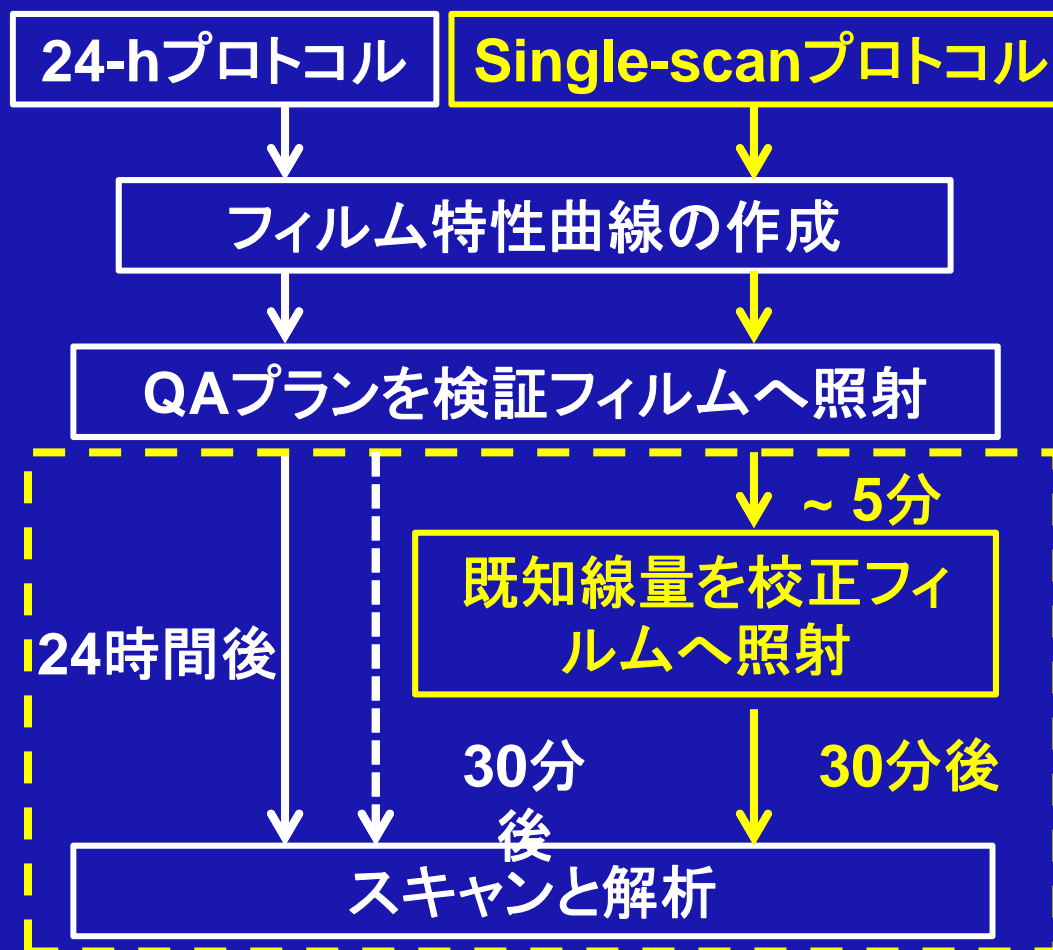 24-hプロトコル
Single-scanプロトコル
フィルム特性曲線の作成
QAプランを検証フィルムへ照射
~ 5分
既知線量を校正フィ
ルムへ照射
24時間後
30分
後
30分後
スキャンと解析